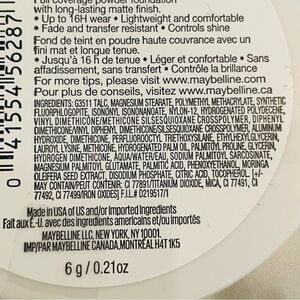 Full coverage powder foundation
with long-lasting matte finish.
• Up to 16H wear • Lightweight and comfortable
• Fade and transfer resistant • Controls shine
Fond de teint en poudre haute couvrance avec un
fini mat et longue tenue.
• Jusqu'à 16 h de tenue • Léger et confortable • Sans
affadissement, sans transfert • Contrôle la brillance
For more tips, please visit www.maybelline.com
Pour plus de conseils, visitez www.maybelline.ca
INGREDIENTS: G3511 TALC, MAGNESIUM STEARATE, POLYMETHYL METHACRYLATE, SYNTHETIC
FLUORPHLOGOPITE, ISONONYL ISONONANOATE, NYLON-12, HYDROGENATED POLYDECENE,
VINYL DIMETHICONE/METHICONE SILSESQUIOXANE CROSSPOLYMER, DIPHENYL
DIMETHICONE/VINYL DIPHENYL DIMETHICONE/SILSESQUIOXANE CROSSPOLYMER, ALUMINUM
HYDROXIDE, DIMETHICONE, PERFLUOROOCTYL TRIETHOXYSILANE, ETHYLHEXYLGLYCERIN,
LAUROYL LYSINE, METHICONE, HYDROGENATED PALM OIL, PALMITOYL PROLINE, GLYCERIN,
HYDROGEN DIMETHICONE, AQUA/WATER/EAU, SODIUM PALMITOYL SARCOSINATE,
MAGNESIUM PALMITOYL GLUTAMATE, PALMITIC ACID, PHENOXYETHANOL, MORINGA
OLEIFERA SEED EXTRACT, DISODIUM PHOSPHATE, CITRIC ACID, TOCOPHEROL. [+/-
MAY CONTAIN/PEUT CONTENIR: CI 77891/TITANIUM DIOXIDE, MICA, CI 77491, CI
77492, CI 77499/IRON OXIDES]
Made in USA of US and/or Imported Ingredients
Fait aux É.-U. avec des ingrédients américains et/ou importés
MAYBELLINE LLC, NEW YORK, NY 10001.
IMP/PAR MAYBELLINE CANADA, MONTRÉAL H4T 1K5
6 g / 0.21oz
0 41554 56287